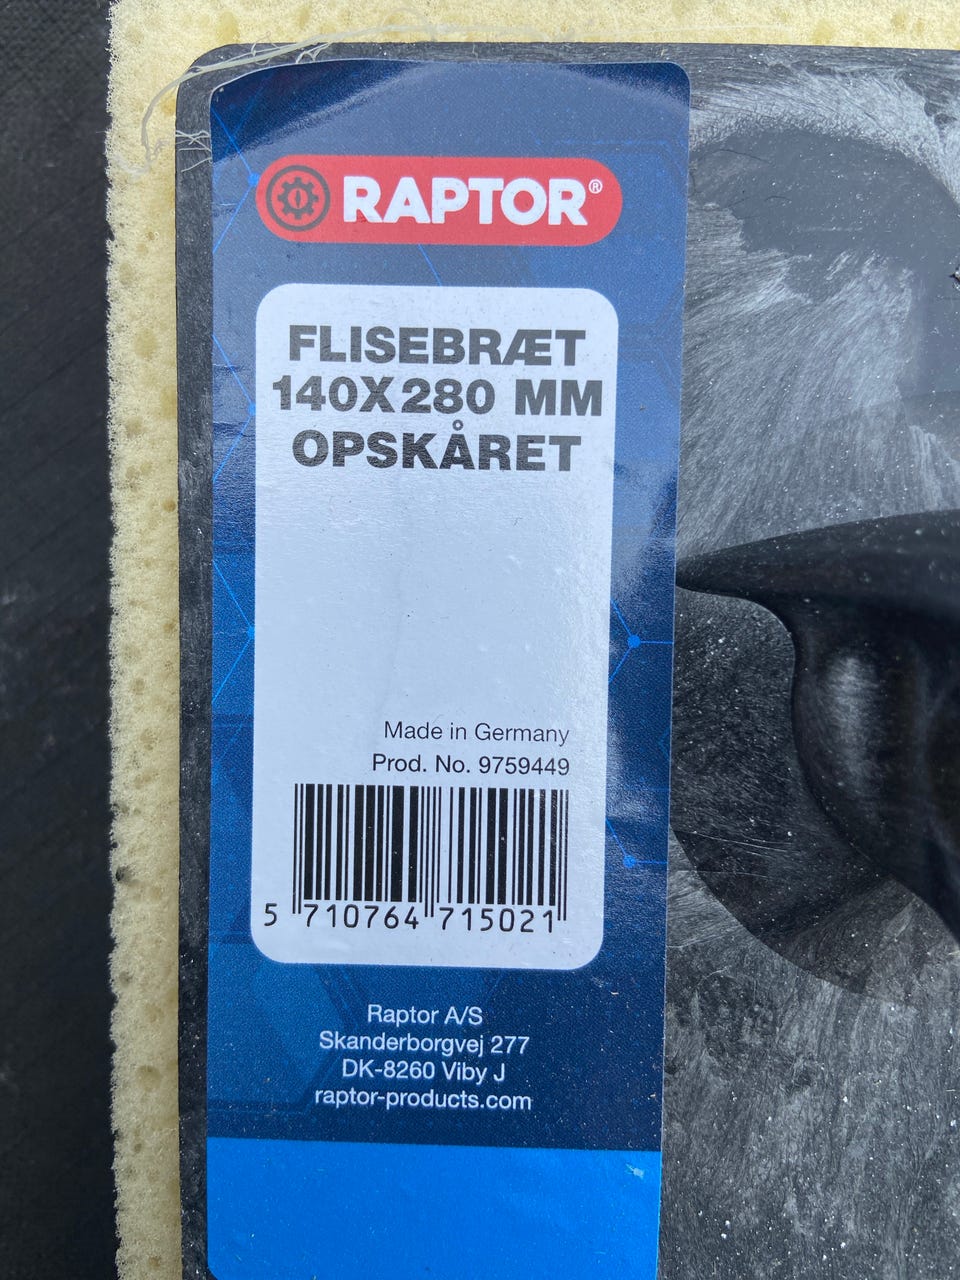 RAPTOR®
FLISEBRÆT
140X280 MM
OPSKÅRET
Made in Germany
Prod. No. 9759449
5 710764 715021
Raptor A/S
Skanderborgvej 277
DK-8260 Viby J
raptor-products.com